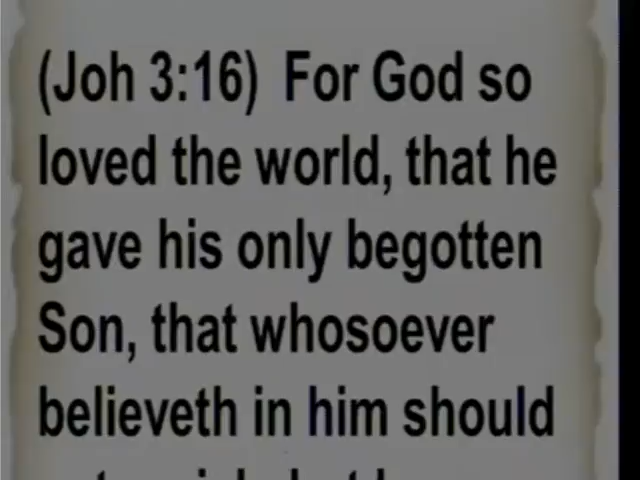 (Joh 3:16) For God so
loved the world, that he
gave his only begotten
Son, that whosoever
believeth in him should